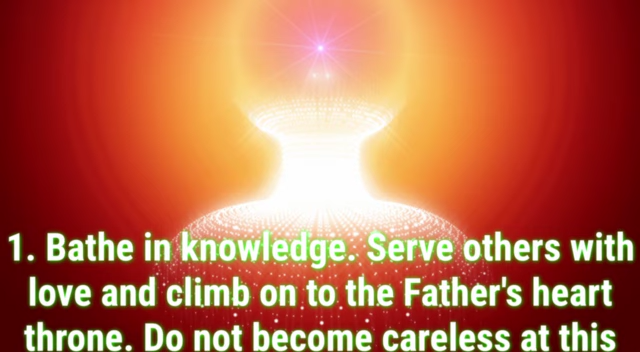 1. Bathe in knowledge. Serve others with
love and climb on to the Father's heart
throne. Do not become careless at this